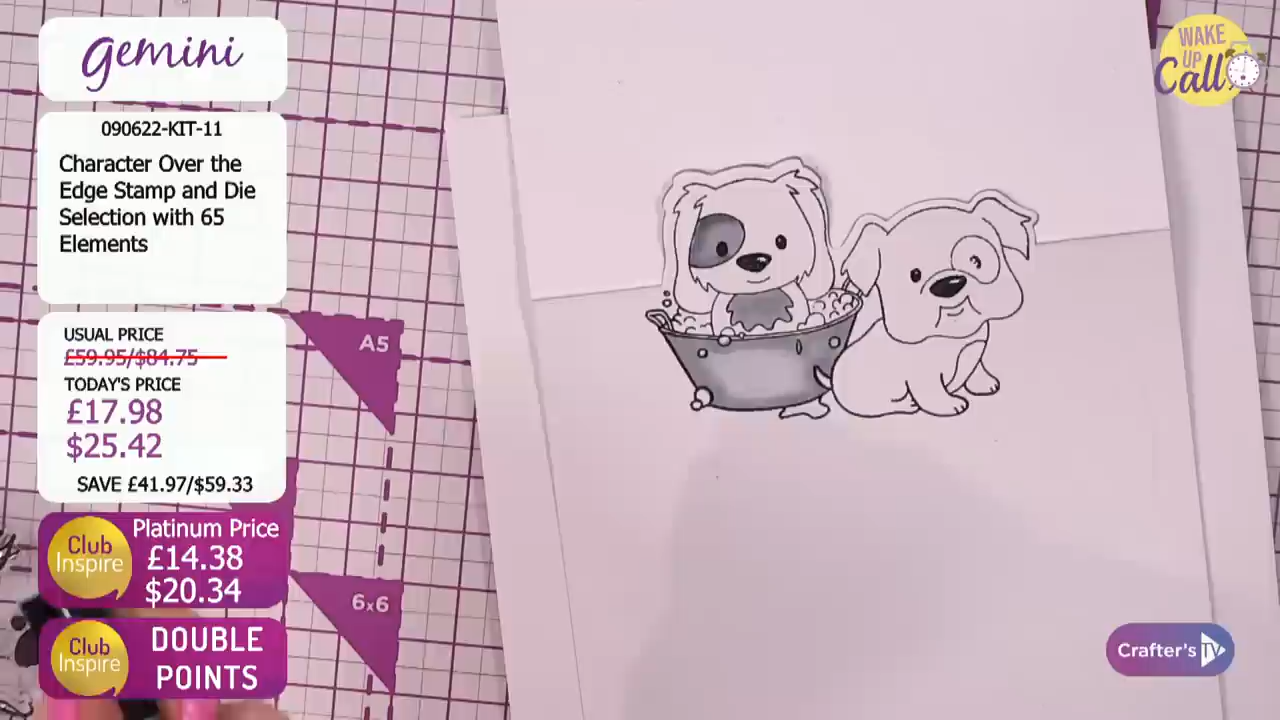 gemini
090622-KIT-11
Character Over the
Edge Stamp and Die
Selection with 65
Elements
USUAL PRICE
£59.95/$84.75
TODAY'S PRICE
£17.98
$25.42
SAVE £41.97/$59.33
Club
Inspire
Platinum Price
£14.38
$20.34
Club
Inspire
DOUBLE
POINTS
A5
6x6
WAKE
UP
Call
Crafter's TV